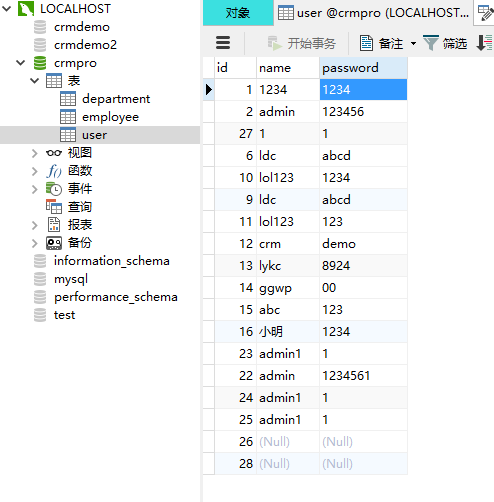 LOCALHOST
crmdemo
crmdemo2
crmpro
表
department
employee
user
视图
函数
事件
查询
报表
备份
information_schema
mysql
performance_schema
test
对象 user @crmpro (LOCALHOST...
开始事务 备注 筛选
id name password
1 1234 1234
2 admin 123456
27 1 1
6 ldc abcd
10 lol123 1234
9 ldc abcd
11 lol123 123
12 crm demo
13 lykc 8924
14 ggwp 00
15 abc 123
16 小明 1234
23 admin1 1
22 admin 1234561
24 admin1 1
25 admin1 1
26 (Null) (Null)
28 (Null) (Null)